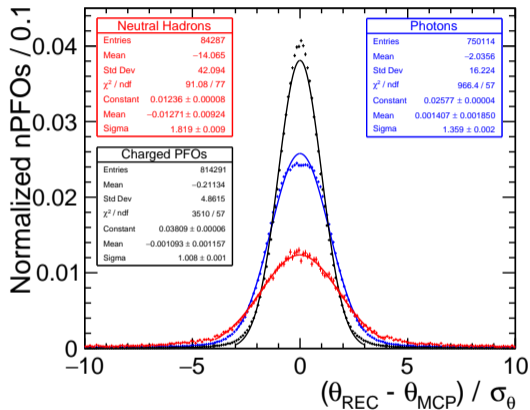 Normalized nPFOs / 0.1
0.04
0.03
0.02
0.01
0
Neutral Hadrons
Entries 84287
Mean −14.065
Std Dev 42.094
χ² / ndf 91.08 / 77
Constant 0.01236 ± 0.00008
Mean −0.01271 ± 0.00924
Sigma 1.819 ± 0.009
Charged PFOs
Entries 814291
Mean −0.21134
Std Dev 4.8615
χ² / ndf 3510 / 57
Constant 0.03809 ± 0.00006
Mean −0.001093 ± 0.001157
Sigma 1.008 ± 0.001
Photons
Entries 750114
Mean −2.0356
Std Dev 16.224
χ² / ndf 966.4 / 57
Constant 0.02577 ± 0.00004
Mean 0.001407 ± 0.001850
Sigma 1.359 ± 0.002
−10 −5 0 5 10
(θ_REC - θ_MCP) / σ_θ